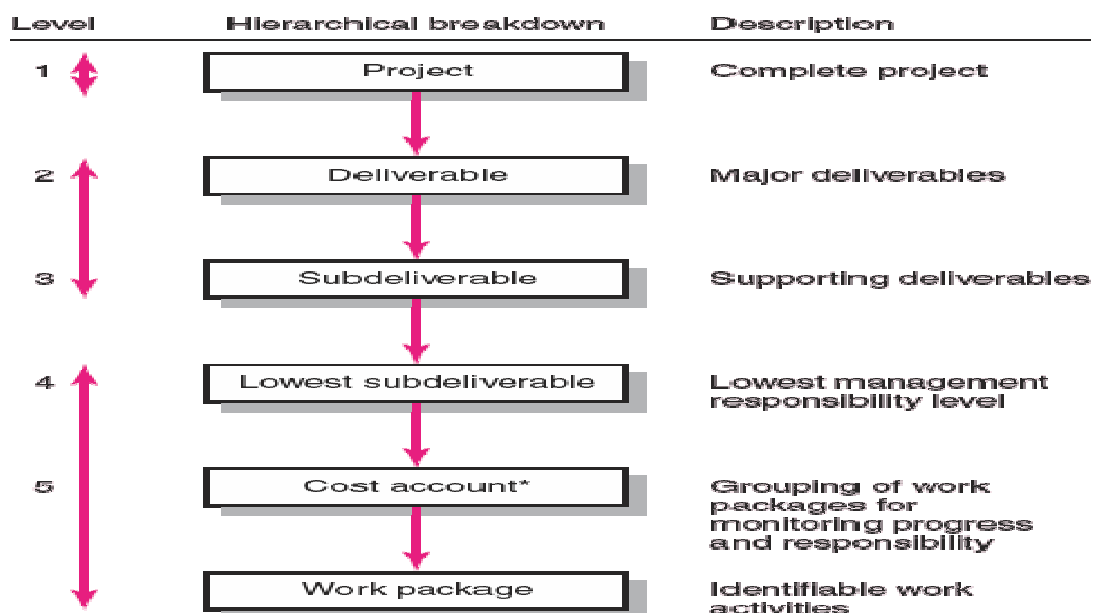 Level Hierarchical breakdown Description
1 Project Complete project
2 Deliverable Major deliverables
3 Subdeliverable Supporting deliverables
4 Lowest subdeliverable Lowest management
responsibility level
5 Cost account* Grouping of work
packages for
monitoring progress
and responsibility
Work package Identifiable work
activities